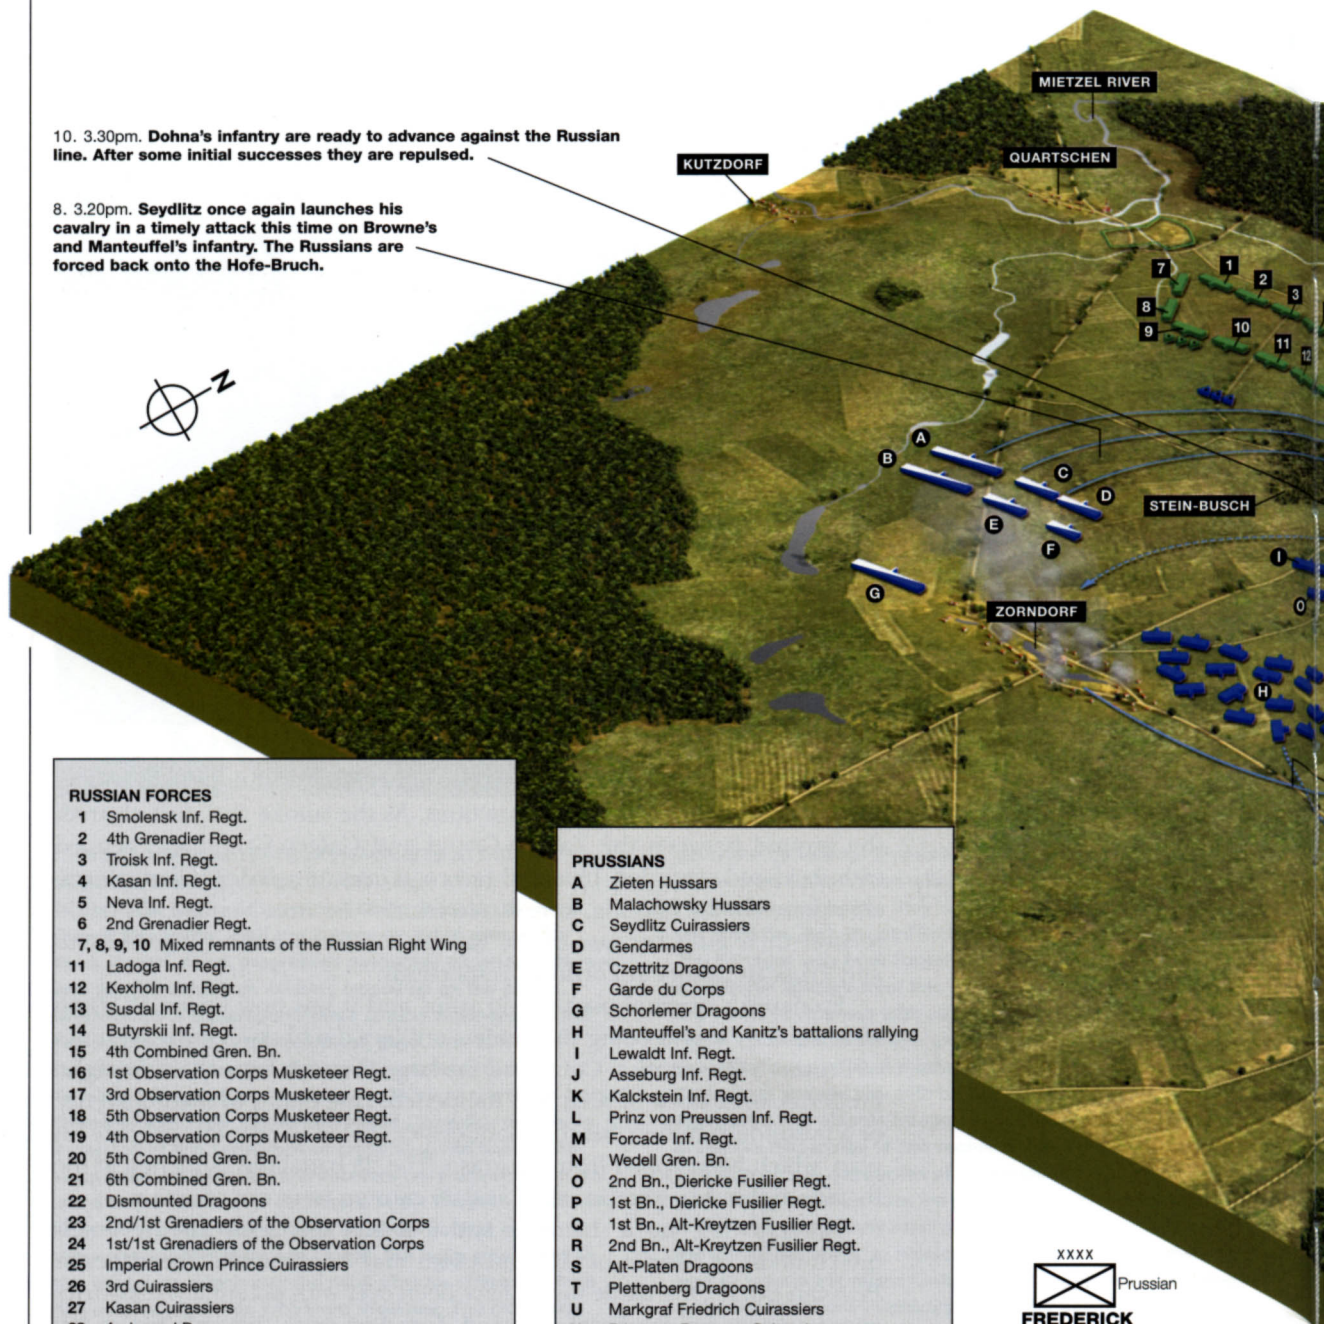 10. 3.30pm. Dohna's infantry are ready to advance against the Russian
line. After some initial successes they are repulsed.
8. 3.20pm. Seydlitz once again launches his
cavalry in a timely attack this time on Browne's
and Manteuffel's infantry. The Russians are
forced back onto the Hofe-Bruch.
N
MIETZEL RIVER
QUARTSCHEN
KUTZDORF
7
1
2
3
8
9
10
11
12
A
B
C
D
E
F
STEIN-BUSCH
I
G
O
ZORNDORF
H
RUSSIAN FORCES
1 Smolensk Inf. Regt.
2 4th Grenadier Regt.
3 Troisk Inf. Regt.
4 Kasan Inf. Regt.
5 Neva Inf. Regt.
6 2nd Grenadier Regt.
7, 8, 9, 10 Mixed remnants of the Russian Right Wing
11 Ladoga Inf. Regt.
12 Kexholm Inf. Regt.
13 Susdal Inf. Regt.
14 Butyrskii Inf. Regt.
15 4th Combined Gren. Bn.
16 1st Observation Corps Musketeer Regt.
17 3rd Observation Corps Musketeer Regt.
18 5th Observation Corps Musketeer Regt.
19 4th Observation Corps Musketeer Regt.
20 5th Combined Gren. Bn.
21 6th Combined Gren. Bn.
22 Dismounted Dragoons
23 2nd/1st Grenadiers of the Observation Corps
24 1st/1st Grenadiers of the Observation Corps
25 Imperial Crown Prince Cuirassiers
26 3rd Cuirassiers
27 Kasan Cuirassiers
PRUSSIANS
A Zieten Hussars
B Malachowsky Hussars
C Seydlitz Cuirassiers
D Gendarmes
E Czettritz Dragoons
F Garde du Corps
G Schorlemer Dragoons
H Manteuffel's and Kanitz's battalions rallying
I Lewaldt Inf. Regt.
J Asseburg Inf. Regt.
K Kalckstein Inf. Regt.
L Prinz von Preussen Inf. Regt.
M Forcade Inf. Regt.
N Wedell Gren. Bn.
O 2nd Bn., Diericke Fusilier Regt.
P 1st Bn., Diericke Fusilier Regt.
Q 1st Bn., Alt-Kreytzen Fusilier Regt.
R 2nd Bn., Alt-Kreytzen Fusilier Regt.
S Alt-Platen Dragoons
T Plettenberg Dragoons
U Markgraf Friedrich Cuirassiers
XXXX
Prussian
FREDERICK